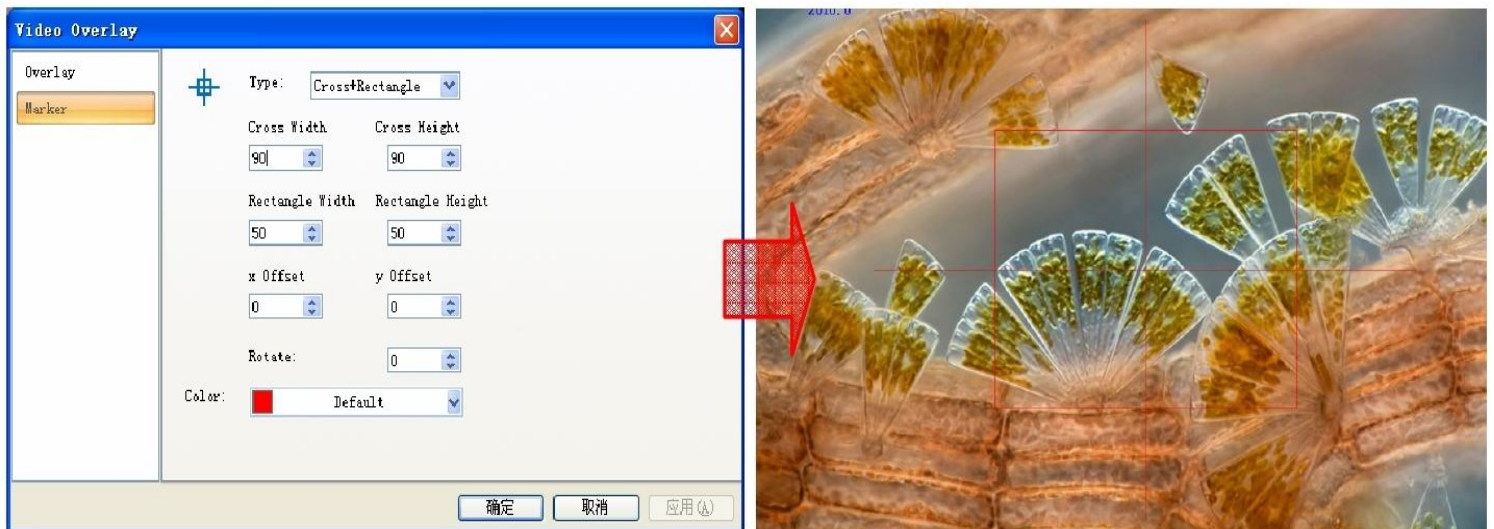 Video Overlay
Overlay
Marker
Type: Cross+Rectangle
Cross Width Cross Height
90 90
Rectangle Width Rectangle Height
50 50
x Offset y Offset
0 0
Rotate: 0
Color: Default
确定 取消 应用(A)